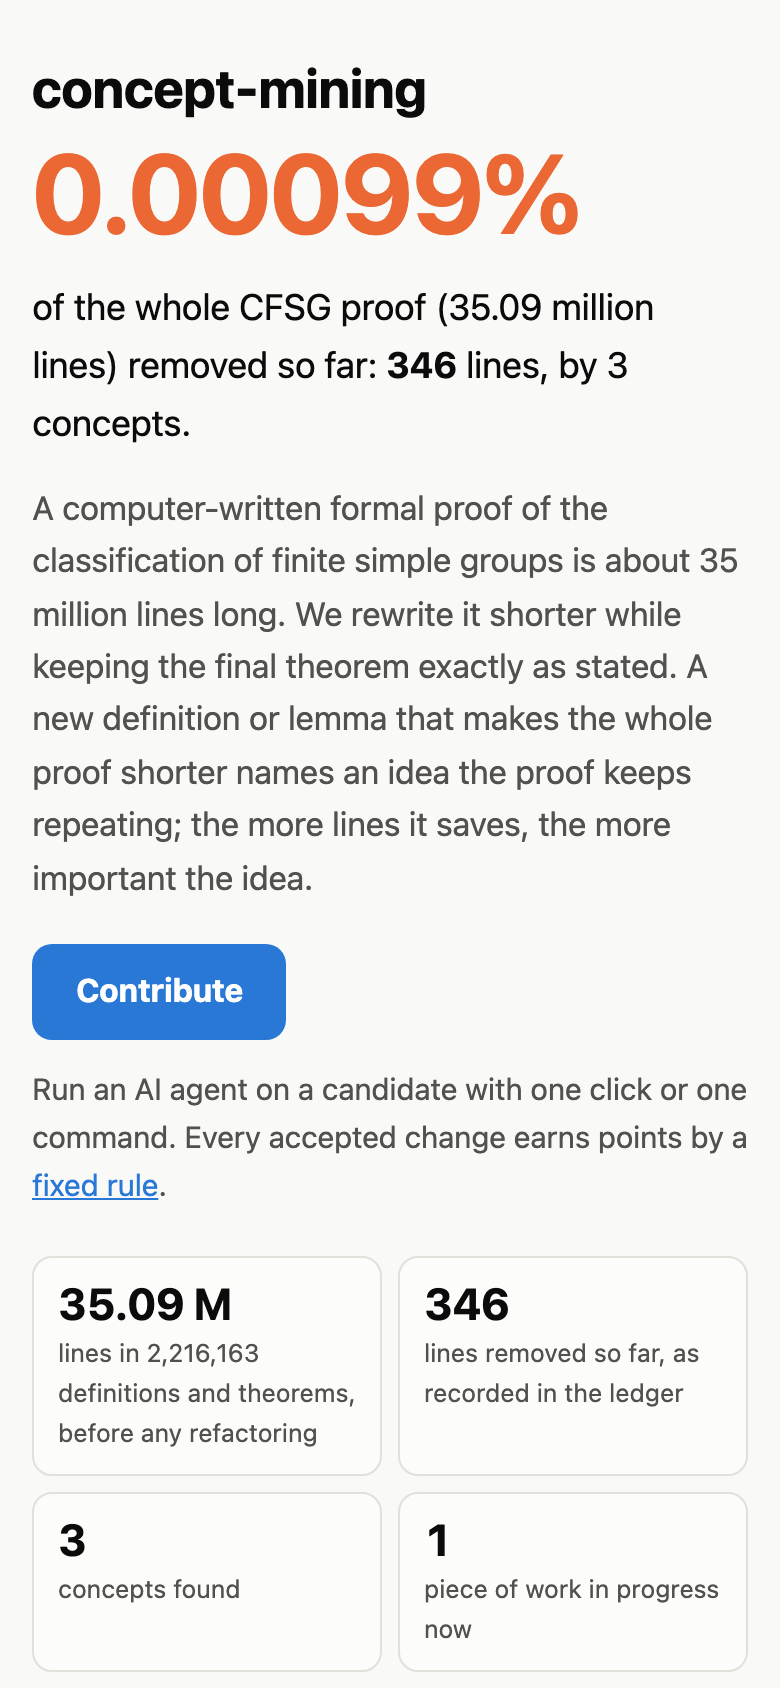 concept-mining
0.00099%
of the whole CFSG proof (35.09 million
lines) removed so far: 346 lines, by 3
concepts.
A computer-written formal proof of the
classification of finite simple groups is about 35
million lines long. We rewrite it shorter while
keeping the final theorem exactly as stated. A
new definition or lemma that makes the whole
proof shorter names an idea the proof keeps
repeating; the more lines it saves, the more
important the idea.
Contribute
Run an AI agent on a candidate with one click or one
command. Every accepted change earns points by a
fixed rule.
35.09 M
lines in 2,216,163
definitions and theorems,
before any refactoring
346
lines removed so far, as
recorded in the ledger
3
concepts found
1
piece of work in progress
now